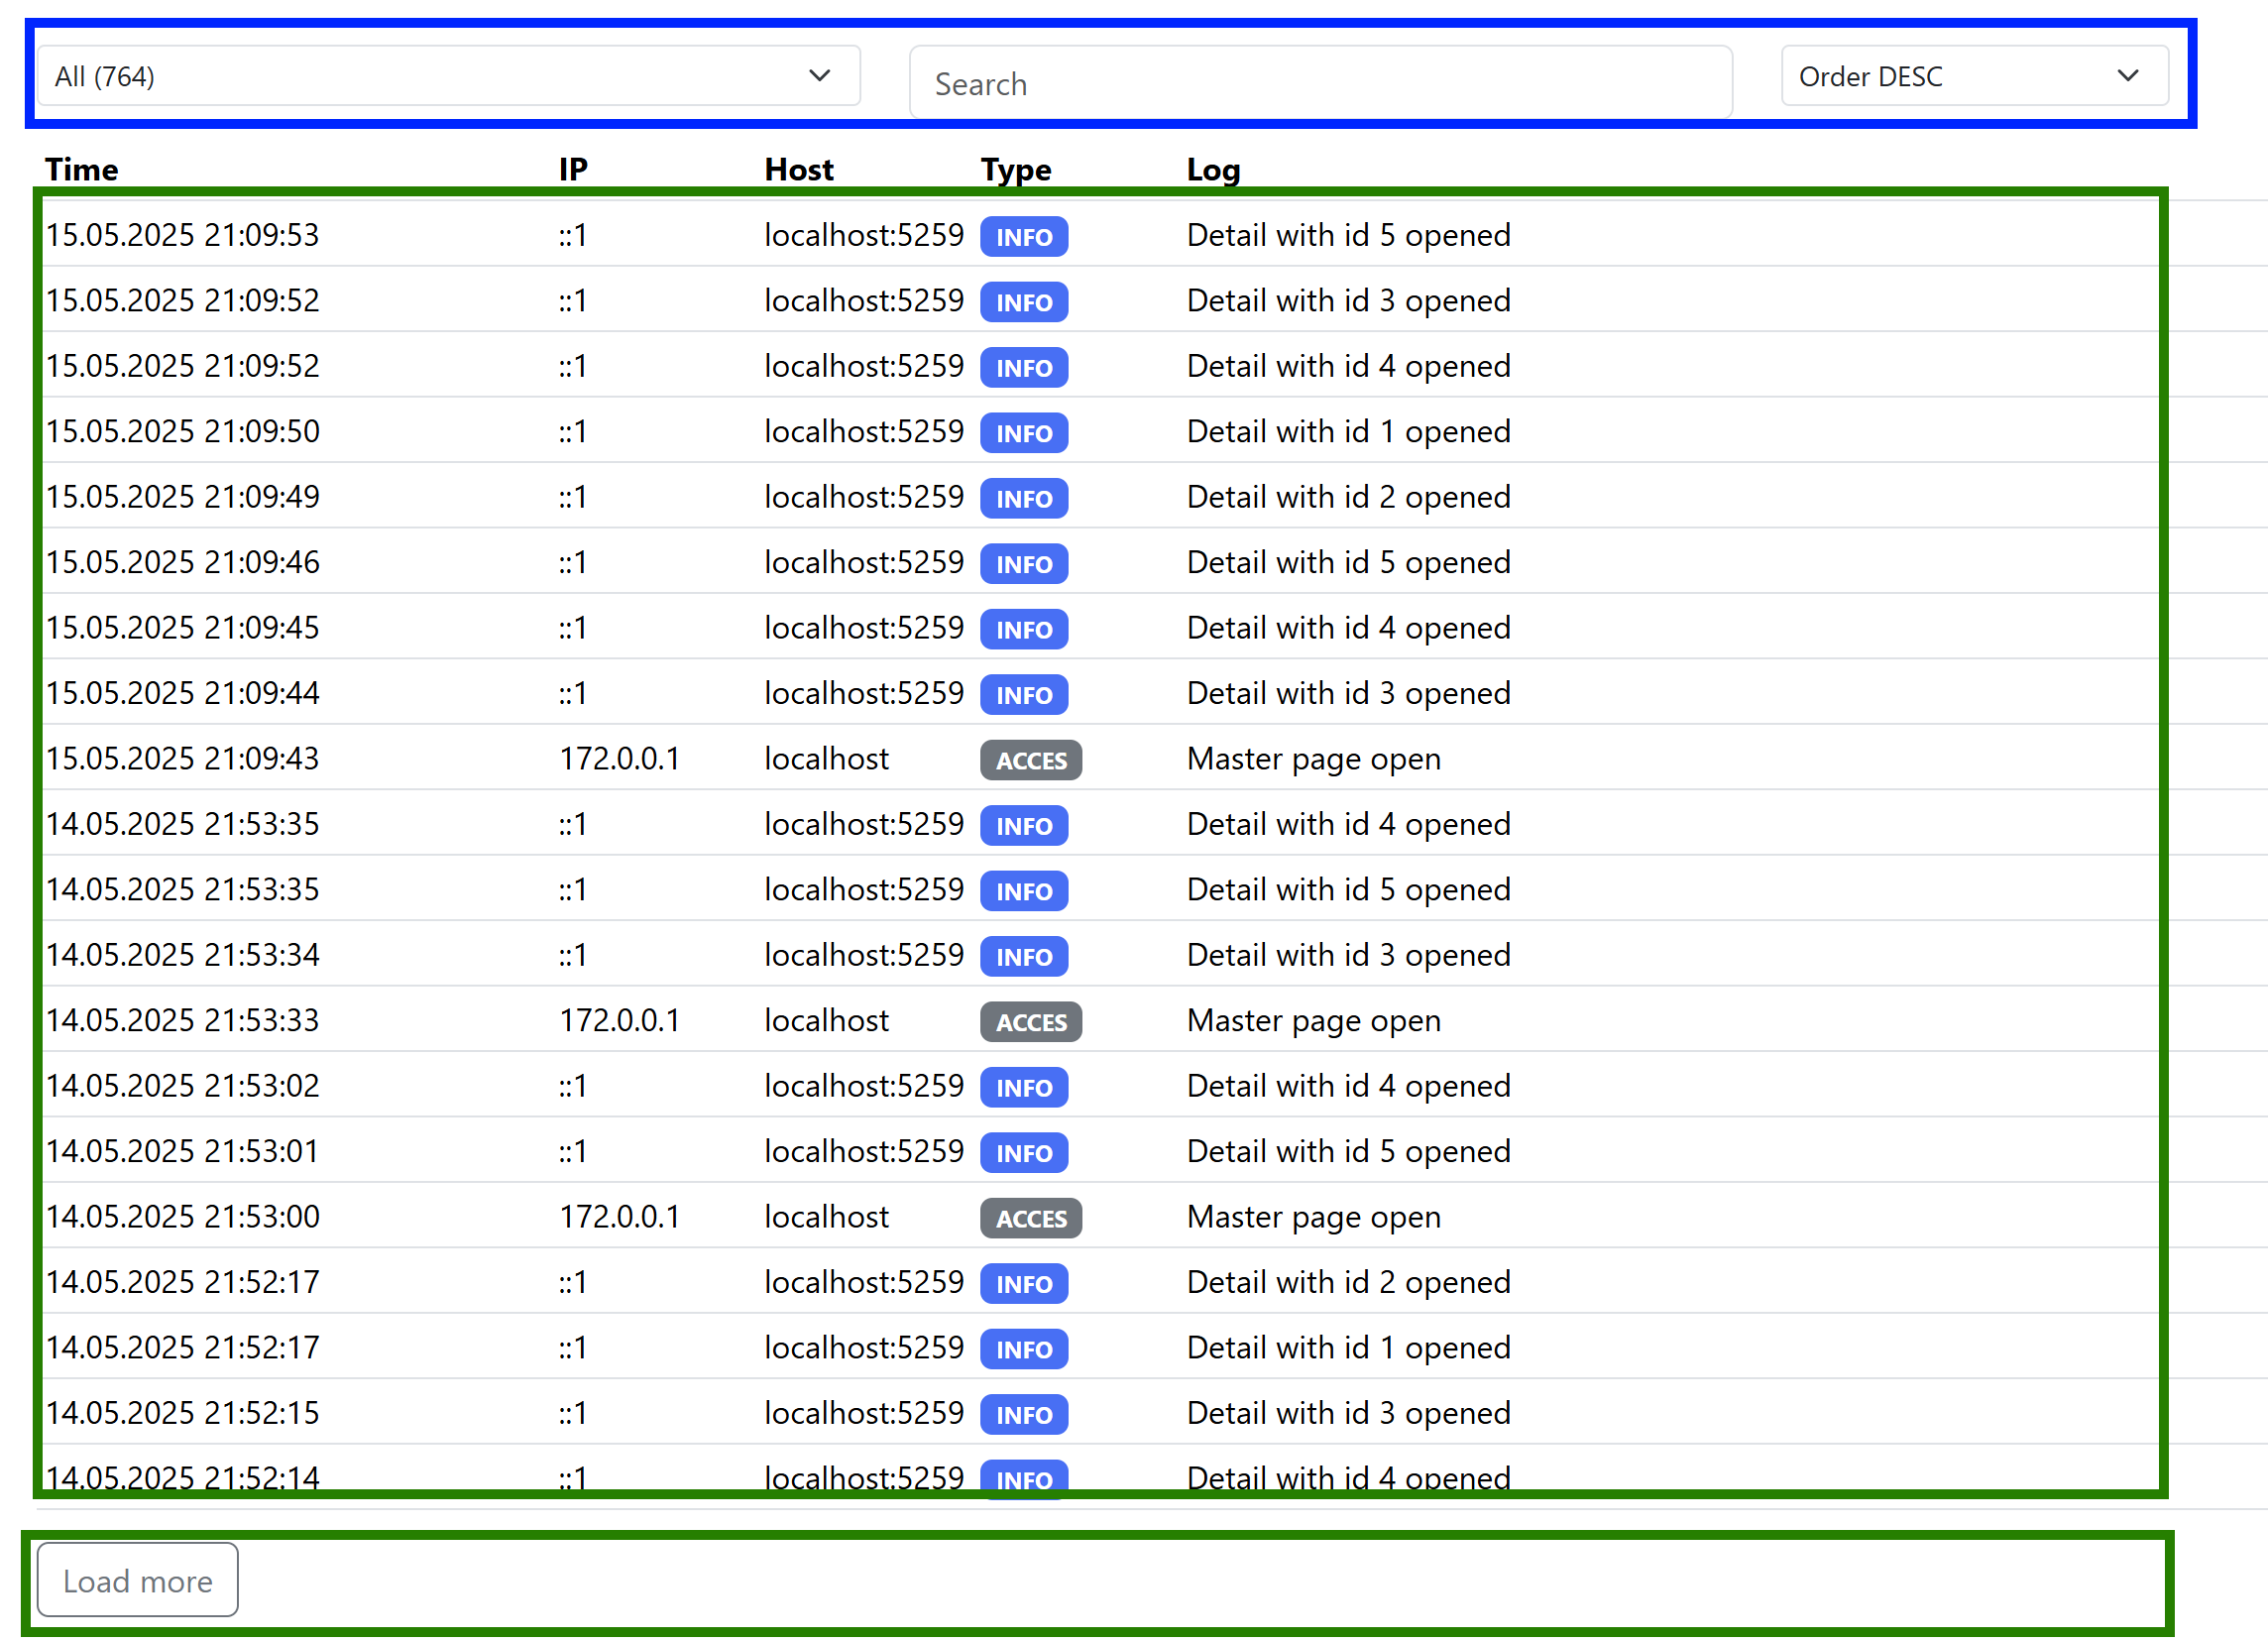 All (764) Search Order DESC
Time IP Host Type Log
15.05.2025 21:09:53 ::1 localhost:5259 INFO Detail with id 5 opened
15.05.2025 21:09:52 ::1 localhost:5259 INFO Detail with id 3 opened
15.05.2025 21:09:52 ::1 localhost:5259 INFO Detail with id 4 opened
15.05.2025 21:09:50 ::1 localhost:5259 INFO Detail with id 1 opened
15.05.2025 21:09:49 ::1 localhost:5259 INFO Detail with id 2 opened
15.05.2025 21:09:46 ::1 localhost:5259 INFO Detail with id 5 opened
15.05.2025 21:09:45 ::1 localhost:5259 INFO Detail with id 4 opened
15.05.2025 21:09:44 ::1 localhost:5259 INFO Detail with id 3 opened
15.05.2025 21:09:43 172.0.0.1 localhost ACCES Master page open
14.05.2025 21:53:35 ::1 localhost:5259 INFO Detail with id 4 opened
14.05.2025 21:53:35 ::1 localhost:5259 INFO Detail with id 5 opened
14.05.2025 21:53:34 ::1 localhost:5259 INFO Detail with id 3 opened
14.05.2025 21:53:33 172.0.0.1 localhost ACCES Master page open
14.05.2025 21:53:02 ::1 localhost:5259 INFO Detail with id 4 opened
14.05.2025 21:53:01 ::1 localhost:5259 INFO Detail with id 5 opened
14.05.2025 21:53:00 172.0.0.1 localhost ACCES Master page open
14.05.2025 21:52:17 ::1 localhost:5259 INFO Detail with id 2 opened
14.05.2025 21:52:17 ::1 localhost:5259 INFO Detail with id 1 opened
14.05.2025 21:52:15 ::1 localhost:5259 INFO Detail with id 3 opened
14.05.2025 21:52:14 ::1 localhost:5259 INFO Detail with id 4 opened
Load more